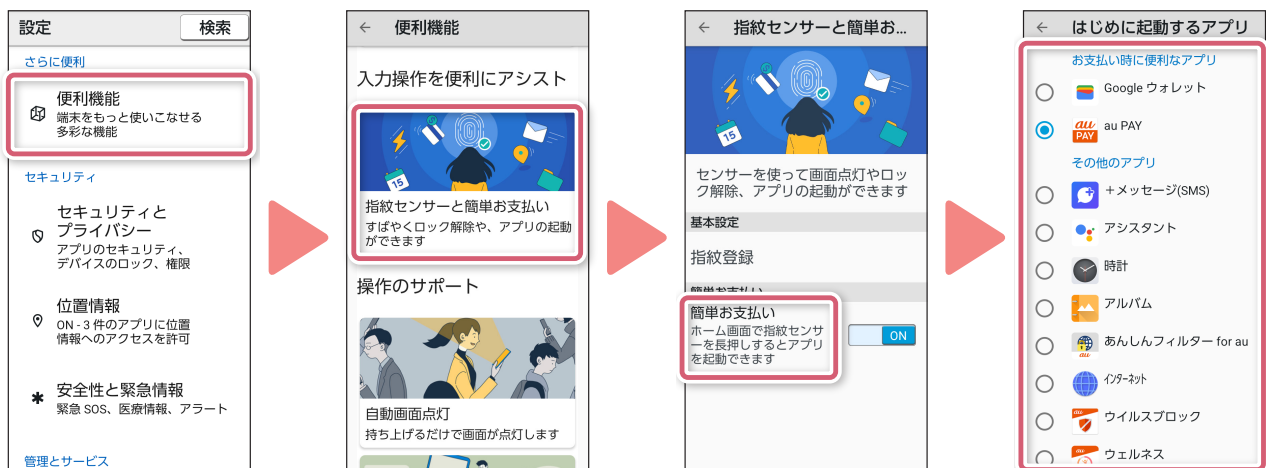 設定
検索
さらに便利
便利機能
端末をもっと使いこなせる
多彩な機能
セキュリティ
セキュリティと
プライバシー
アプリのセキュリティ、
デバイスのロック、権限
位置情報
ON - 3 件のアプリに位置
情報へのアクセスを許可
安全性と緊急情報
緊急 SOS、医療情報、アラート
管理とサービス
← 便利機能
入力操作を便利にアシスト
15
指紋センサーと簡単お支払い
すばやくロック解除や、アプリの起動
ができます
操作のサポート
自動画面点灯
持ち上げるだけで画面が点灯します
← 指紋センサーと簡単お...
15
センサーを使って画面点灯やロッ
ク解除、アプリの起動ができます
基本設定
指紋登録
簡単お支払い
簡単お支払い
ホーム画面で指紋センサ
ーを長押しするとアプリ
を起動できます
ON
← はじめに起動するアプリ
お支払い時に便利なアプリ
Google ウォレット
au PAY
au PAY
その他のアプリ
+メッセージ(SMS)
アシスタント
時計
アルバム
あんしんフィルター for au
au
インターネット
au
ウイルスブロック
au
ウェルネス